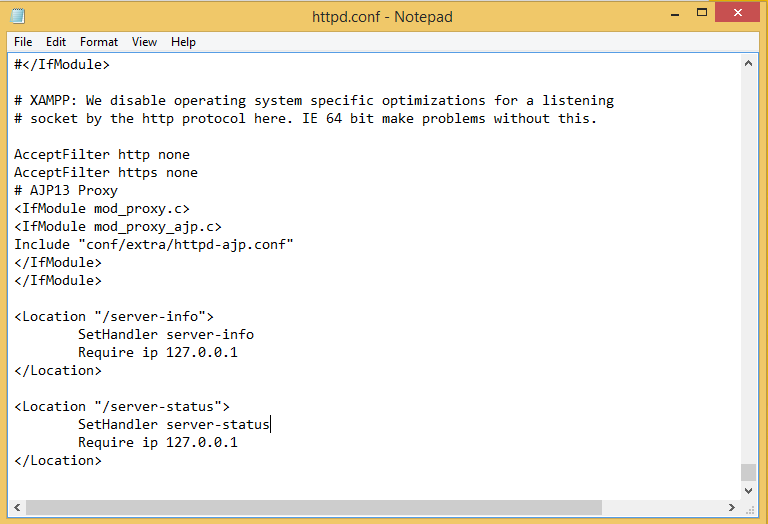 httpd.conf - Notepad
File Edit Format View Help
#</IfModule>
# XAMPP: We disable operating system specific optimizations for a listening
# socket by the http protocol here. IE 64 bit make problems without this.
AcceptFilter http none
AcceptFilter https none
# AJP13 Proxy
<IfModule mod_proxy.c>
<IfModule mod_proxy_ajp.c>
Include "conf/extra/httpd-ajp.conf"
</IfModule>
</IfModule>
<Location "/server-info">
SetHandler server-info
Require ip 127.0.0.1
</Location>
<Location "/server-status">
SetHandler server-status
Require ip 127.0.0.1
</Location>